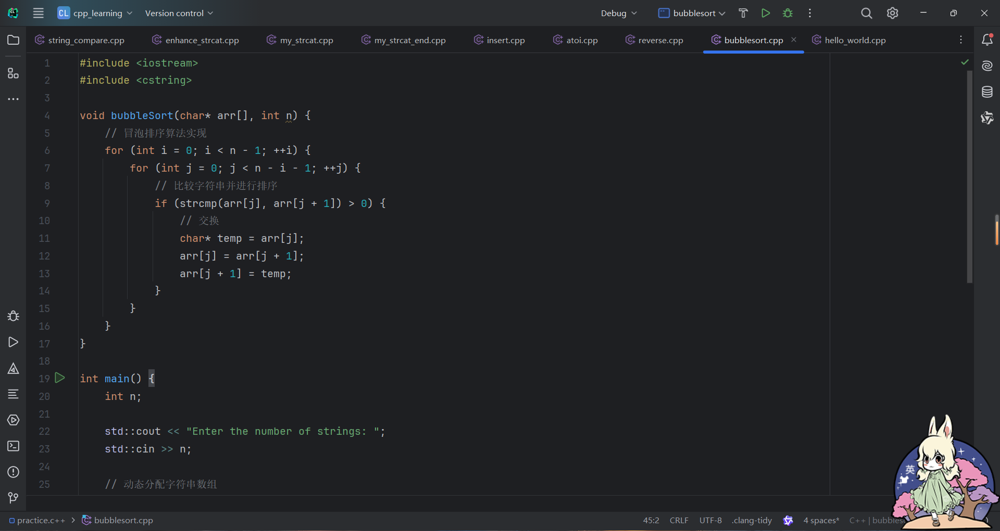 CL cpp_learning Version control Debug bubblesort
string_compare.cpp enhance_strcat.cpp my_strcat.cpp my_strcat_end.cpp insert.cpp atoi.cpp reverse.cpp bubblesort.cpp hello_world.cpp
1 #include <iostream>
2 #include <cstring>
3
4 void bubbleSort(char* arr[], int n) {
5 // 冒泡排序算法实现
6 for (int i = 0; i < n - 1; ++i) {
7 for (int j = 0; j < n - i - 1; ++j) {
8 // 比较字符串并进行排序
9 if (strcmp(arr[j], arr[j + 1]) > 0) {
10 // 交换
11 char* temp = arr[j];
12 arr[j] = arr[j + 1];
13 arr[j + 1] = temp;
14 }
15 }
16 }
17 }
18
19 int main() {
20 int n;
21
22 std::cout << "Enter the number of strings: ";
23 std::cin >> n;
24
25 // 动态分配字符串数组
英
practice.c++ > bubblesort.cpp 45:2 CRLF UTF-8 .clang-tidy 4 spaces* C++ |